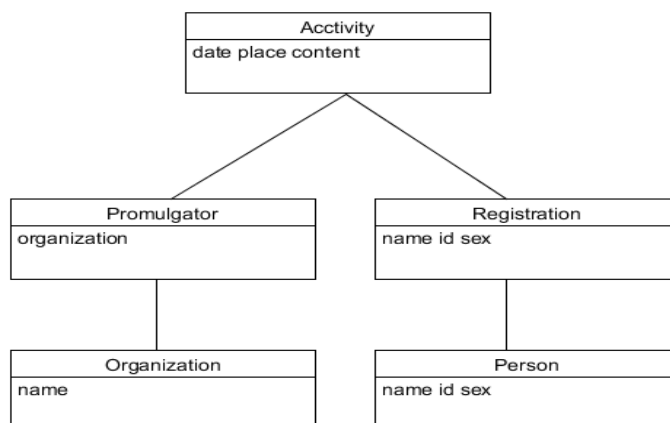 Acctivity
date place content
Promulgator
organization
Registration
name id sex
Organization
name
Person
name id sex